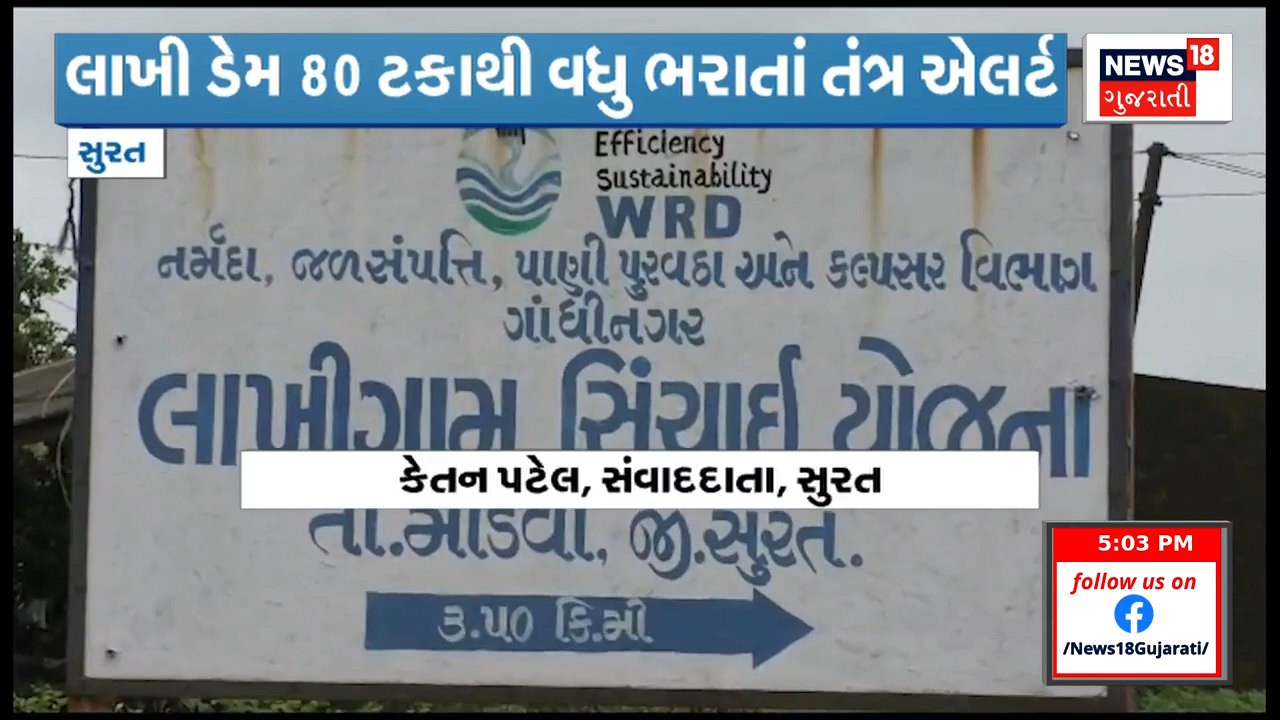 લાખી ડેમ 80 ટકાથી વધુ ભરાતાં તંત્ર એલર્ટ
NEWS 18
ગુજરાતી
સુરત
Efficiency
Sustainability
WRD
નર્મદા, જળસંપત્તિ, પાણી પુરવઠા અને કલ્પસર વિભાગ
ગાંધીનગર
લાખીગામ સિંચાઈ યોજના
કેતન પટેલ, સંવાદદાતા, સુરત
તા.માંડવી, જી.સુરત.
૩.૫૦ કિ.મી
5:03 PM
follow us on
/News18Gujarati/